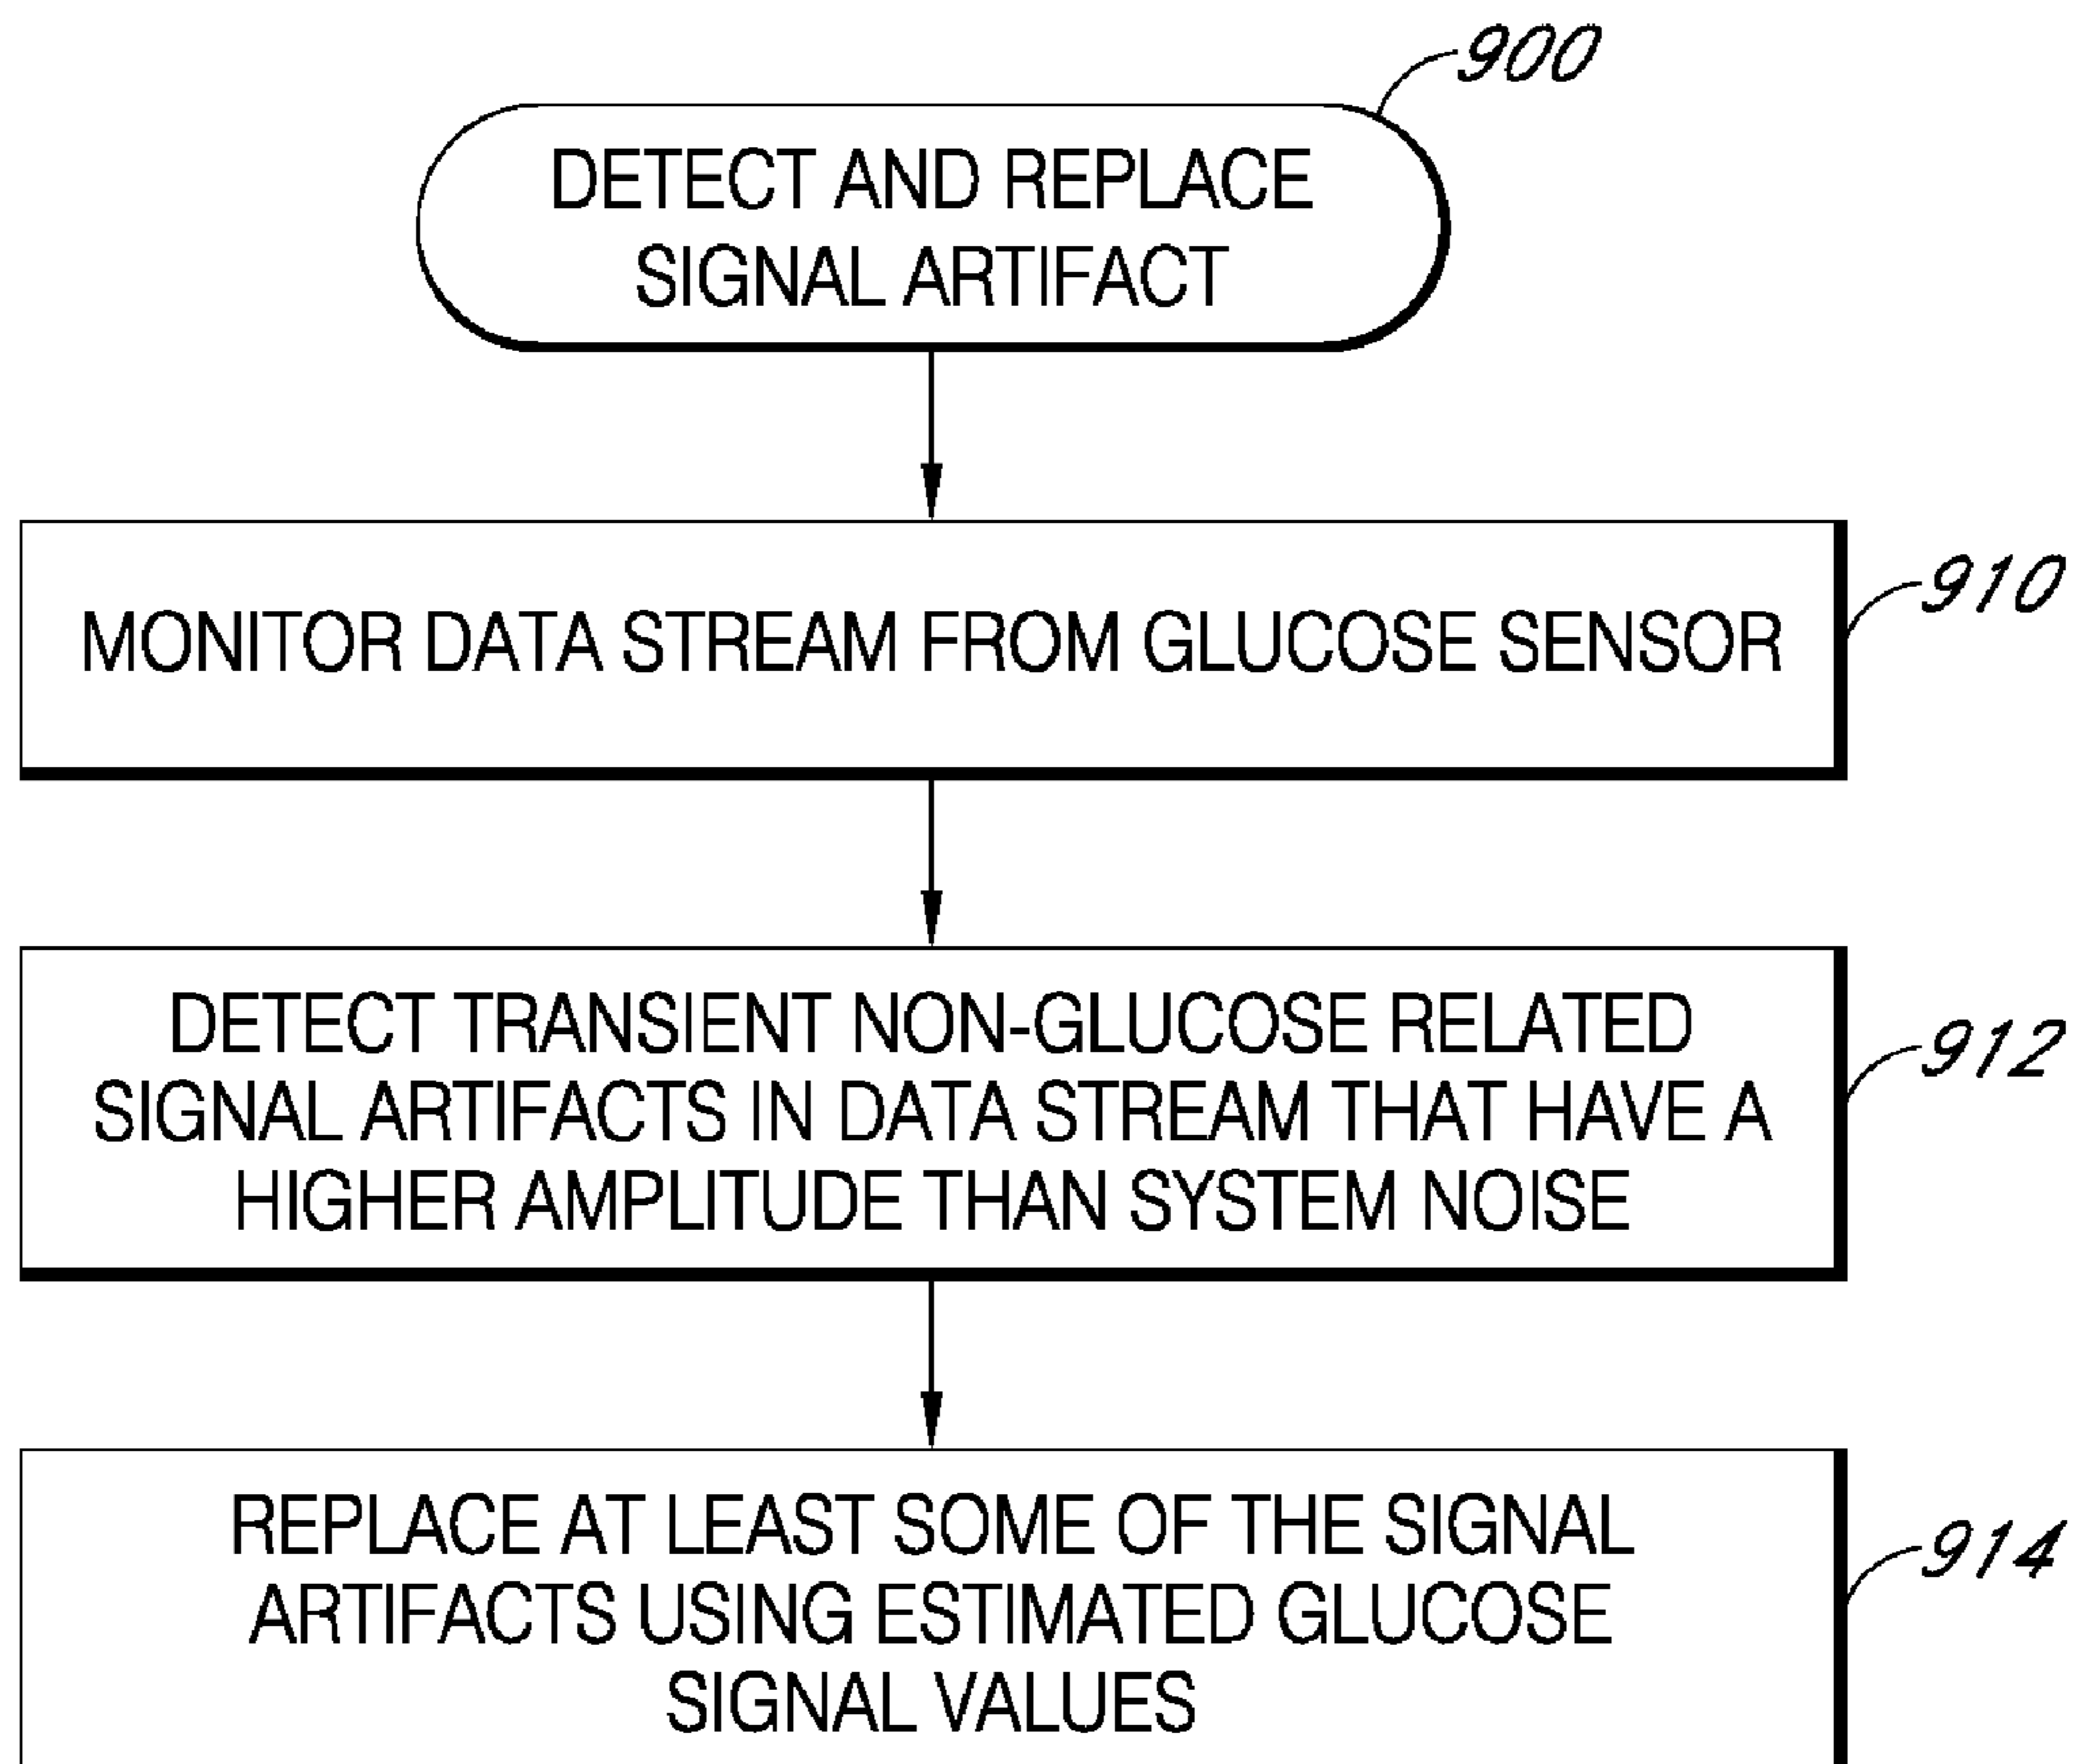 900
DETECT AND REPLACE
SIGNAL ARTIFACT
MONITOR DATA STREAM FROM GLUCOSE SENSOR
910
DETECT TRANSIENT NON-GLUCOSE RELATED
SIGNAL ARTIFACTS IN DATA STREAM THAT HAVE A
HIGHER AMPLITUDE THAN SYSTEM NOISE
912
REPLACE AT LEAST SOME OF THE SIGNAL
ARTIFACTS USING ESTIMATED GLUCOSE
SIGNAL VALUES
914